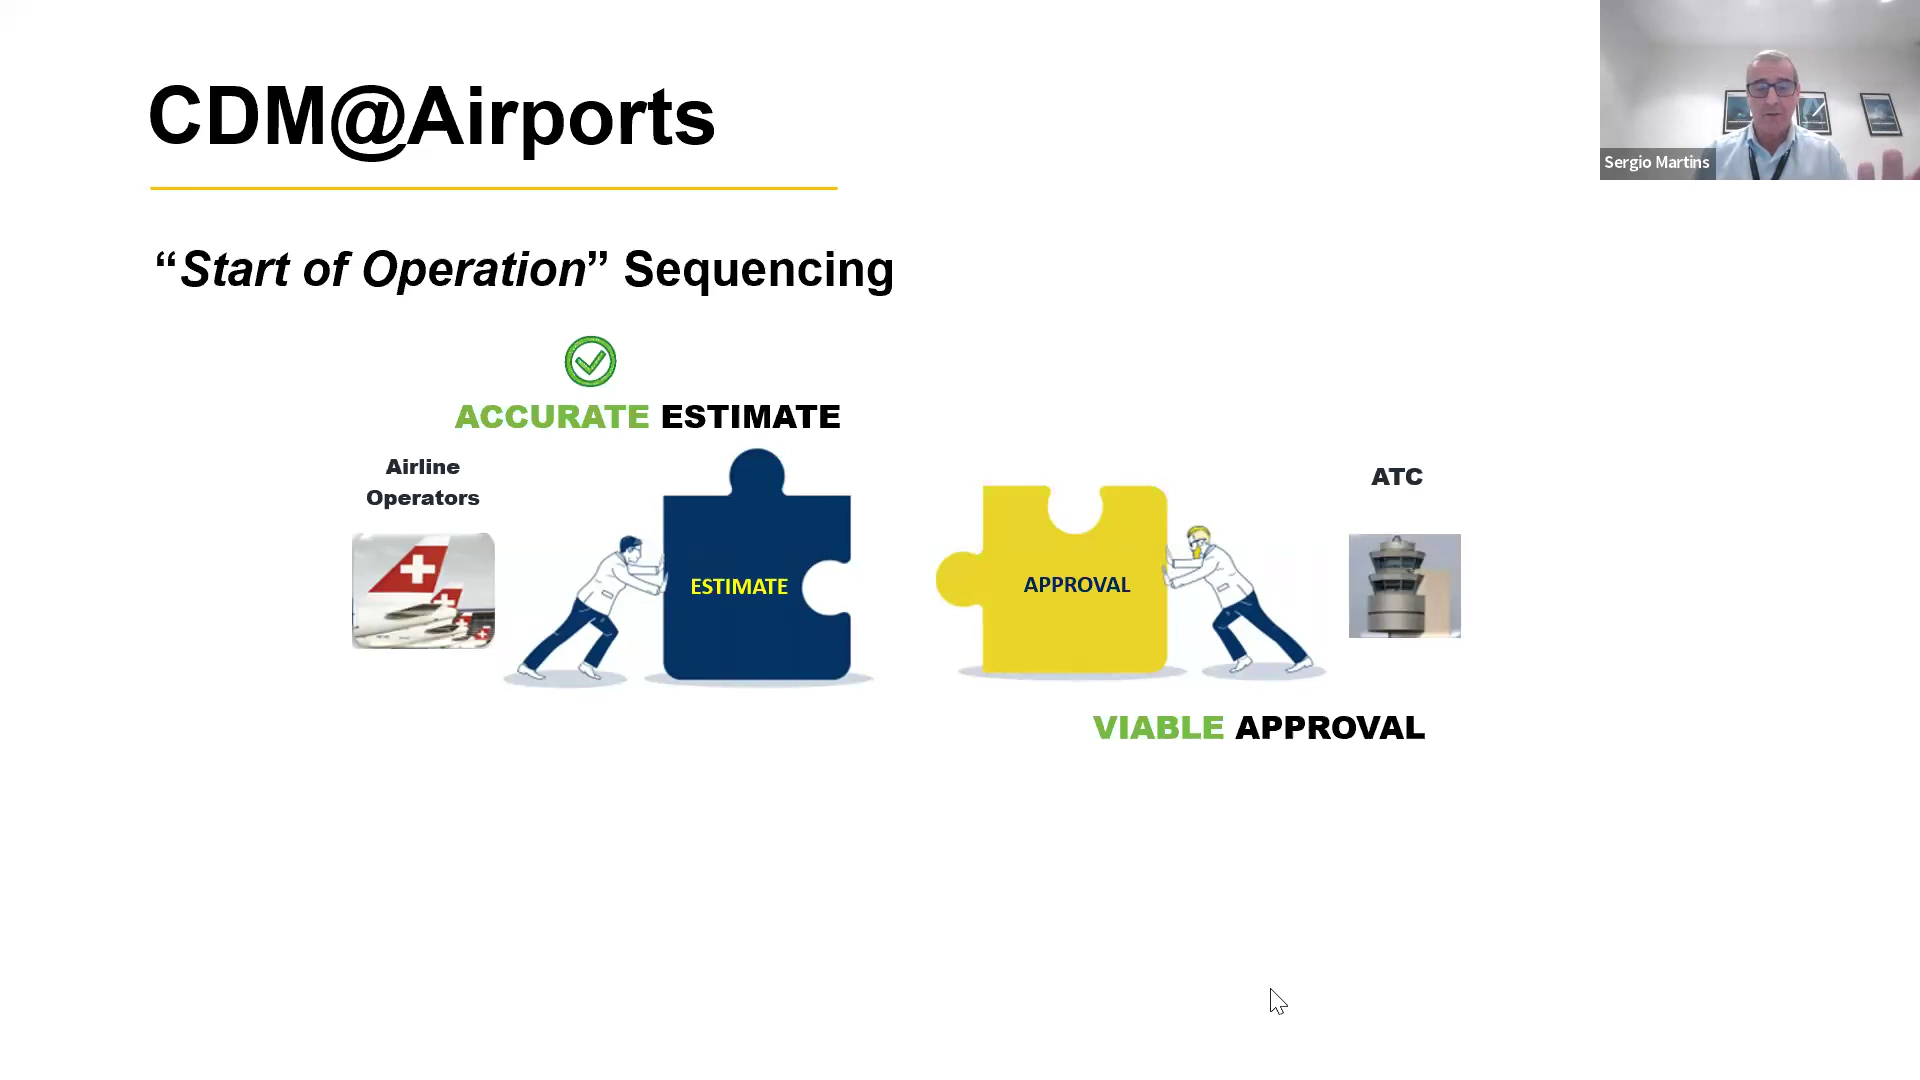 CDM@Airports
Sergio Martins
“Start of Operation” Sequencing
ACCURATE ESTIMATE
Airline
Operators
ATC
ESTIMATE
APPROVAL
VIABLE APPROVAL